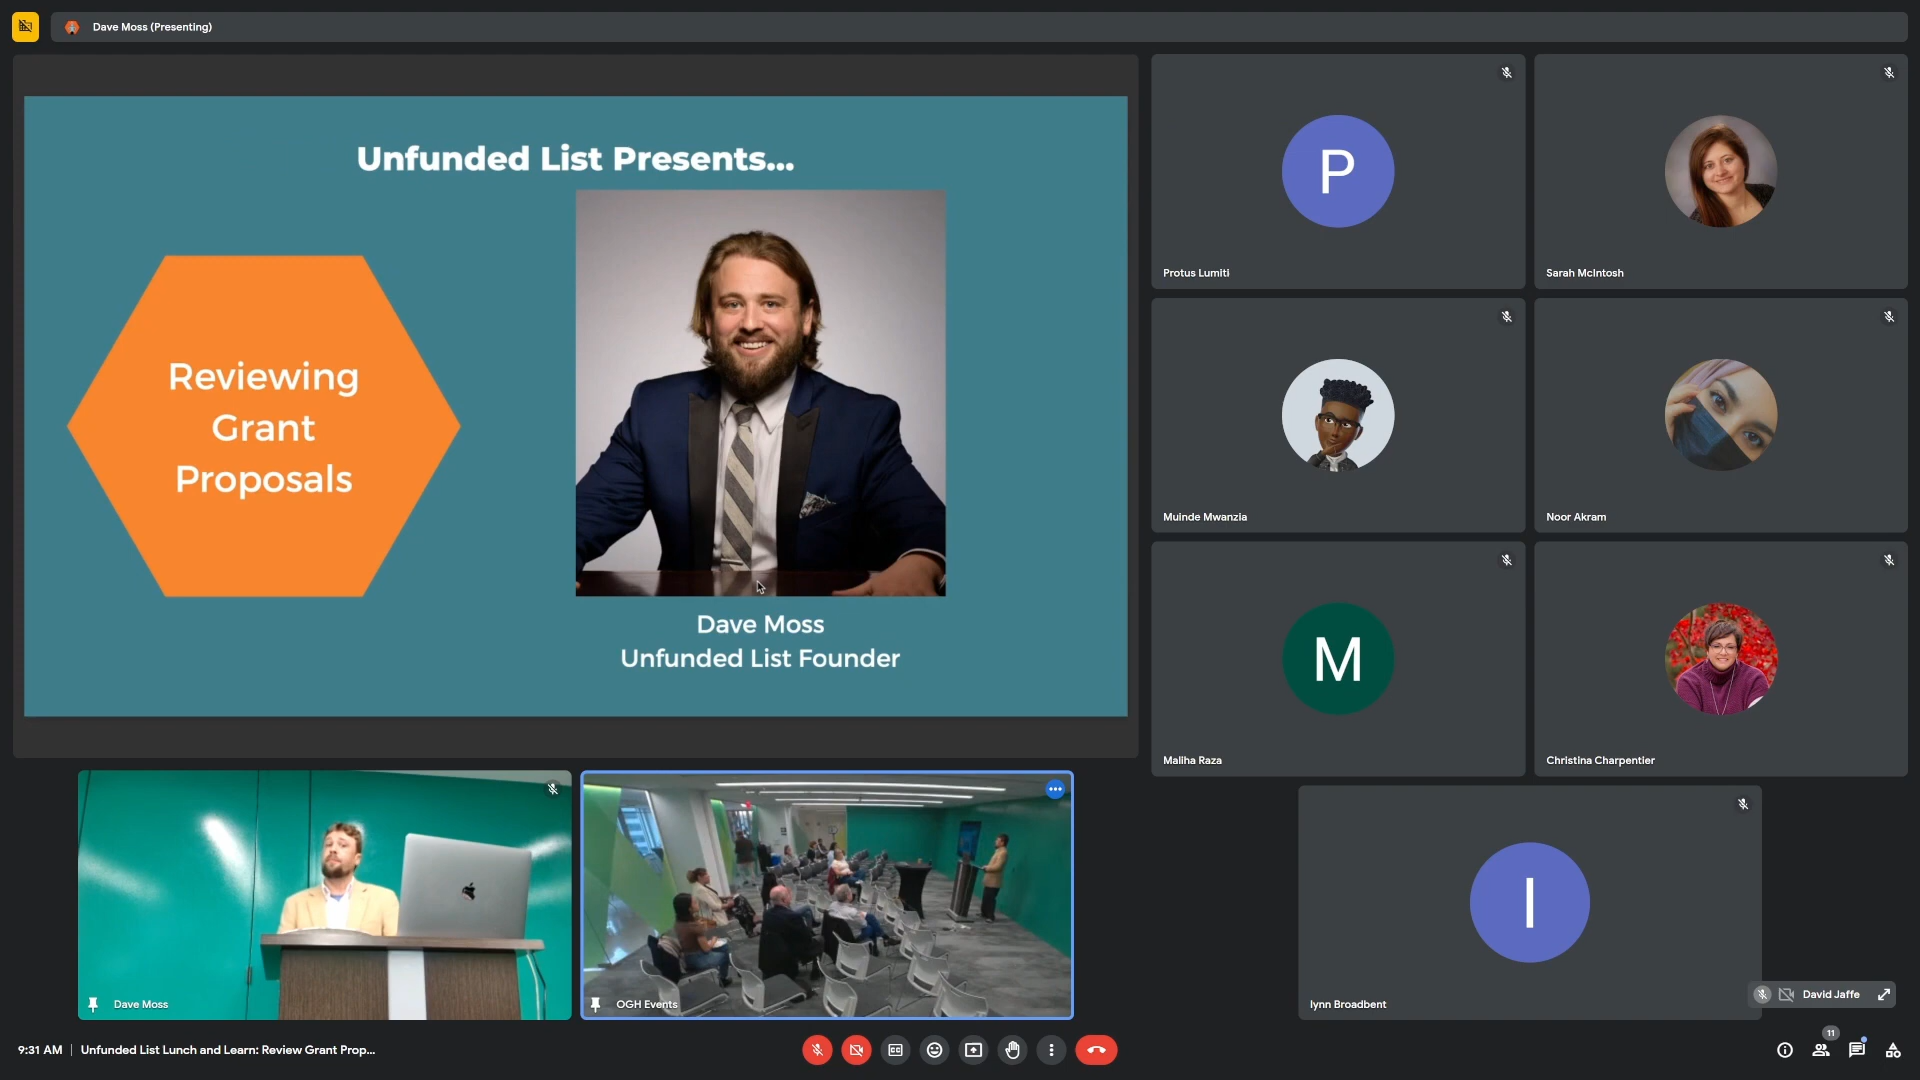 Dave Moss (Presenting)
Unfunded List Presents...
Reviewing
Grant
Proposals
Dave Moss
Unfunded List Founder
P
Protus Lumiti
Sarah McIntosh
Muinde Mwanzia
Noor Akram
M
Maliha Raza
Christina Charpentier
Dave Moss
OGH Events
l
lynn Broadbent
David Jaffe
9:31 AM | Unfunded List Lunch and Learn: Review Grant Prop...
CC
11